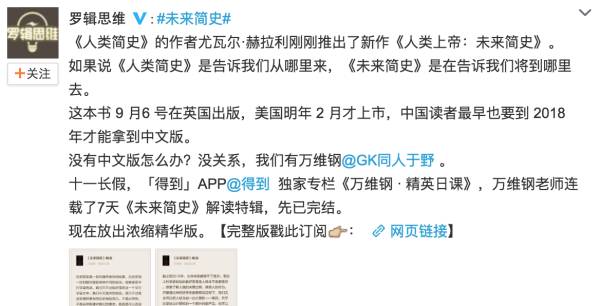 罗辑思维 V : #未来简史#
《人类简史》的作者尤瓦尔·赫拉利刚刚推出了新作《人类上帝：未来简史》。
+关注
如果说《人类简史》是告诉我们从哪里来，《未来简史》是在告诉我们将到哪里
去。
这本书 9 月6 号在英国出版，美国明年 2 月才上市，中国读者最早也要到 2018
年才能拿到中文版。
没有中文版怎么办？没关系，我们有万维钢@GK同人于野 。
十一长假，「得到」APP@得到 独家专栏《万维钢 · 精英日课》，万维钢老师连
载了7天《未来简史》解读特辑，先已完结。
现在放出浓缩精华版。【完整版戳此订阅👉🏼： 网页链接】